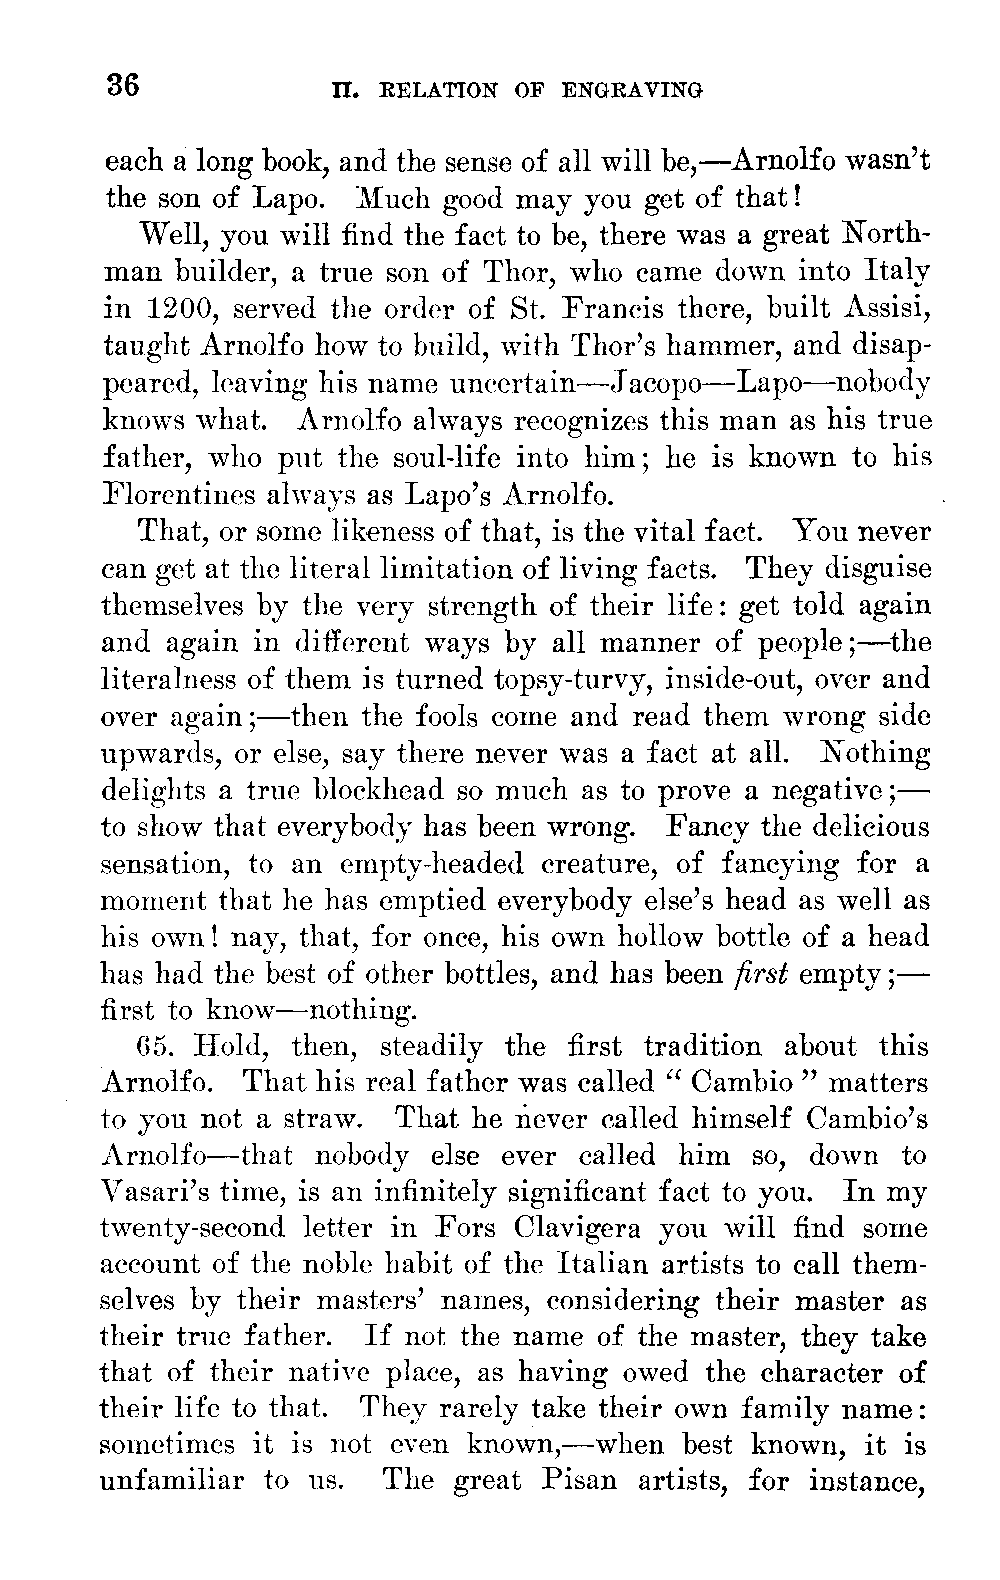 36 II. RELATION OF ENGRAVING
each a long book, and the sense of all will be,—Arnolfo wasn't
the son of Lapo. Much good may you get of that!
Well, you will find the fact to be, there was a great North-
man builder, a true son of Thor, who came down into Italy
in 1200, served the order of St. Francis there, built Assisi,
taught Arnolfo how to build, with Thor's hammer, and disap-
peared, leaving his name uncertain—Jacopo—Lapo—nobody
knows what. Arnolfo always recognizes this man as his true
father, who put the soul-life into him; he is known to his
Florentines always as Lapo's Arnolfo.
That, or some likeness of that, is the vital fact. You never
can get at the literal limitation of living facts. They disguise
themselves by the very strength of their life: get told again
and again in different ways by all manner of people;—the
literalness of them is turned topsy-turvy, inside-out, over and
over again;—then the fools come and read them wrong side
upwards, or else, say there never was a fact at all. Nothing
delights a true blockhead so much as to prove a negative;—
to show that everybody has been wrong. Fancy the delicious
sensation, to an empty-headed creature, of fancying for a
moment that he has emptied everybody else's head as well as
his own! nay, that, for once, his own hollow bottle of a head
has had the best of other bottles, and has been first empty;—
first to know—nothing.
65. Hold, then, steadily the first tradition about this
Arnolfo. That his real father was called “ Cambio ” matters
to you not a straw. That he never called himself Cambio's
Arnolfo—that nobody else ever called him so, down to
Vasari's time, is an infinitely significant fact to you. In my
twenty-second letter in Fors Clavigera you will find some
account of the noble habit of the Italian artists to call them-
selves by their masters' names, considering their master as
their true father. If not the name of the master, they take
that of their native place, as having owed the character of
their life to that. They rarely take their own family name:
sometimes it is not even known,—when best known, it is
unfamiliar to us. The great Pisan artists, for instance,